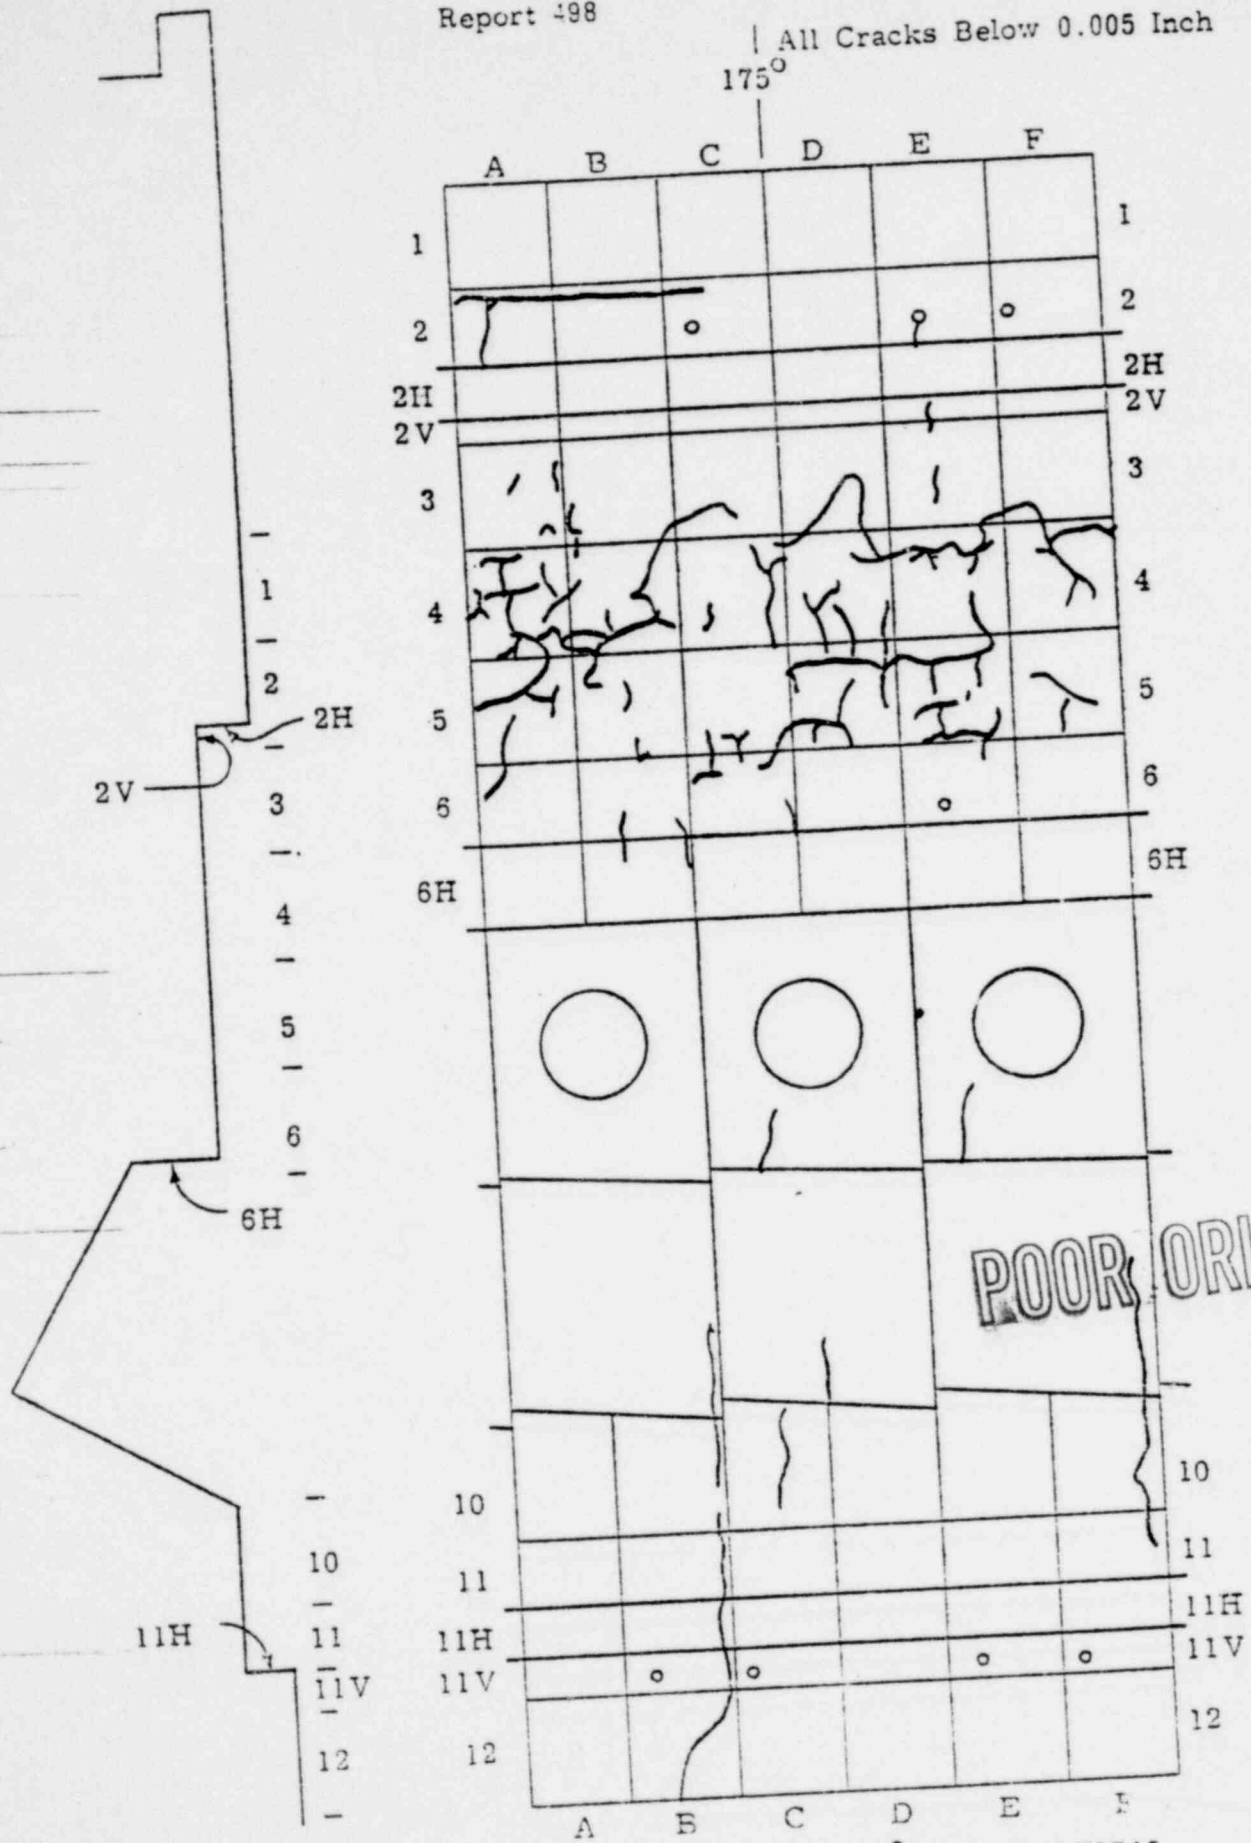 Report 498
All Cracks Below 0.005 Inch
175°
A B C D E F
1 1
2 2
2H 2H
2V 2V
3 3
4 4
5 5
6 6
6H 6H
10 10
11 11
11H 11H
11V 11V
12 12
A B C D E
1
2
2H
2V
3
4
5
6
6H
10
11H
11
11V
12
POOR